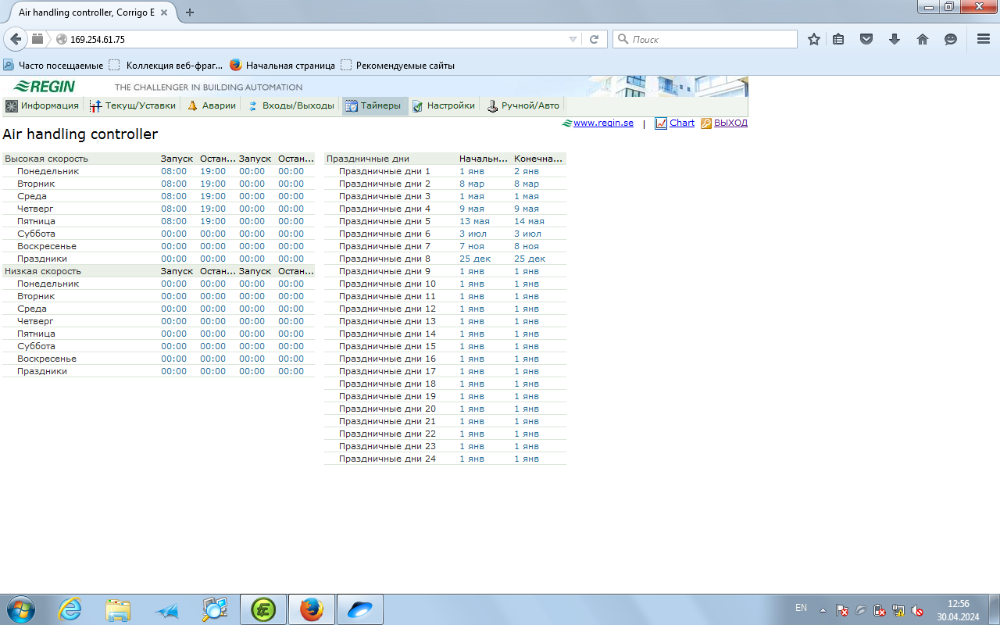 Air handling controller, Corrigo E
169.254.61.75
Поиск
Часто посещаемые Коллекция веб-фраг... Начальная страница Рекомендуемые сайты
REGIN THE CHALLENGER IN BUILDING AUTOMATION
Информация Текущ/Уставки Аварии Входы/Выходы Таймеры Настройки Ручной/Авто
www.regin.se | Chart ВЫХОД
Air handling controller
Высокая скорость Запуск Остан... Запуск Остан...
Понедельник 08:00 19:00 00:00 00:00
Вторник 08:00 19:00 00:00 00:00
Среда 08:00 19:00 00:00 00:00
Четверг 08:00 19:00 00:00 00:00
Пятница 08:00 19:00 00:00 00:00
Суббота 00:00 00:00 00:00 00:00
Воскресенье 00:00 00:00 00:00 00:00
Праздники 00:00 00:00 00:00 00:00
Низкая скорость Запуск Остан... Запуск Остан...
Понедельник 00:00 00:00 00:00 00:00
Вторник 00:00 00:00 00:00 00:00
Среда 00:00 00:00 00:00 00:00
Четверг 00:00 00:00 00:00 00:00
Пятница 00:00 00:00 00:00 00:00
Суббота 00:00 00:00 00:00 00:00
Воскресенье 00:00 00:00 00:00 00:00
Праздники 00:00 00:00 00:00 00:00
Праздничные дни Начальн... Конечна...
Праздничные дни 1 1 янв 2 янв
Праздничные дни 2 8 мар 8 мар
Праздничные дни 3 1 мая 1 мая
Праздничные дни 4 9 мая 9 мая
Праздничные дни 5 13 мая 14 мая
Праздничные дни 6 3 июл 3 июл
Праздничные дни 7 7 ноя 8 ноя
Праздничные дни 8 25 дек 25 дек
Праздничные дни 9 1 янв 1 янв
Праздничные дни 10 1 янв 1 янв
Праздничные дни 11 1 янв 1 янв
Праздничные дни 12 1 янв 1 янв
Праздничные дни 13 1 янв 1 янв
Праздничные дни 14 1 янв 1 янв
Праздничные дни 15 1 янв 1 янв
Праздничные дни 16 1 янв 1 янв
Праздничные дни 17 1 янв 1 янв
Праздничные дни 18 1 янв 1 янв
Праздничные дни 19 1 янв 1 янв
Праздничные дни 20 1 янв 1 янв
Праздничные дни 21 1 янв 1 янв
Праздничные дни 22 1 янв 1 янв
Праздничные дни 23 1 янв 1 янв
Праздничные дни 24 1 янв 1 янв
EN 12:56
30.04.2024